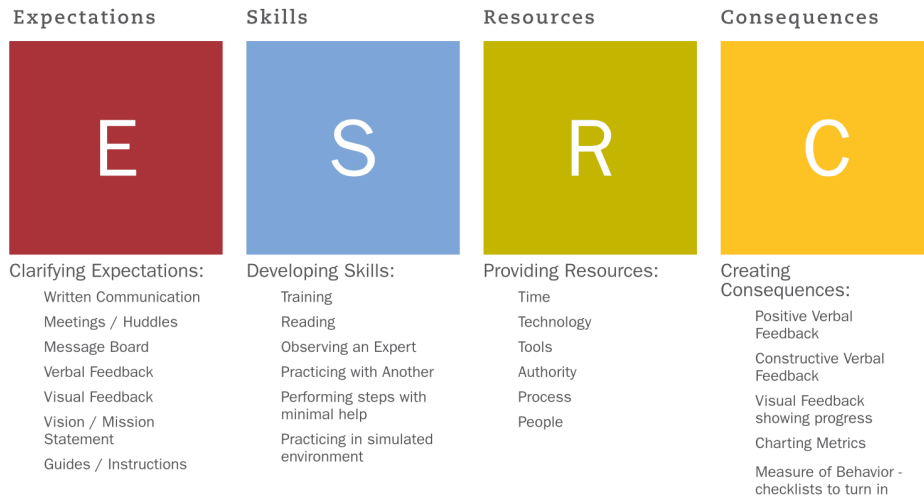 Expectations
E
Clarifying Expectations:
Written Communication
Meetings / Huddles
Message Board
Verbal Feedback
Visual Feedback
Vision / Mission
Statement
Guides / Instructions
Skills
S
Developing Skills:
Training
Reading
Observing an Expert
Practicing with Another
Performing steps with
minimal help
Practicing in simulated
environment
Resources
R
Providing Resources:
Time
Technology
Tools
Authority
Process
People
Consequences
C
Creating
Consequences:
Positive Verbal
Feedback
Constructive Verbal
Feedback
Visual Feedback
showing progress
Charting Metrics
Measure of Behavior -
checklists to turn in